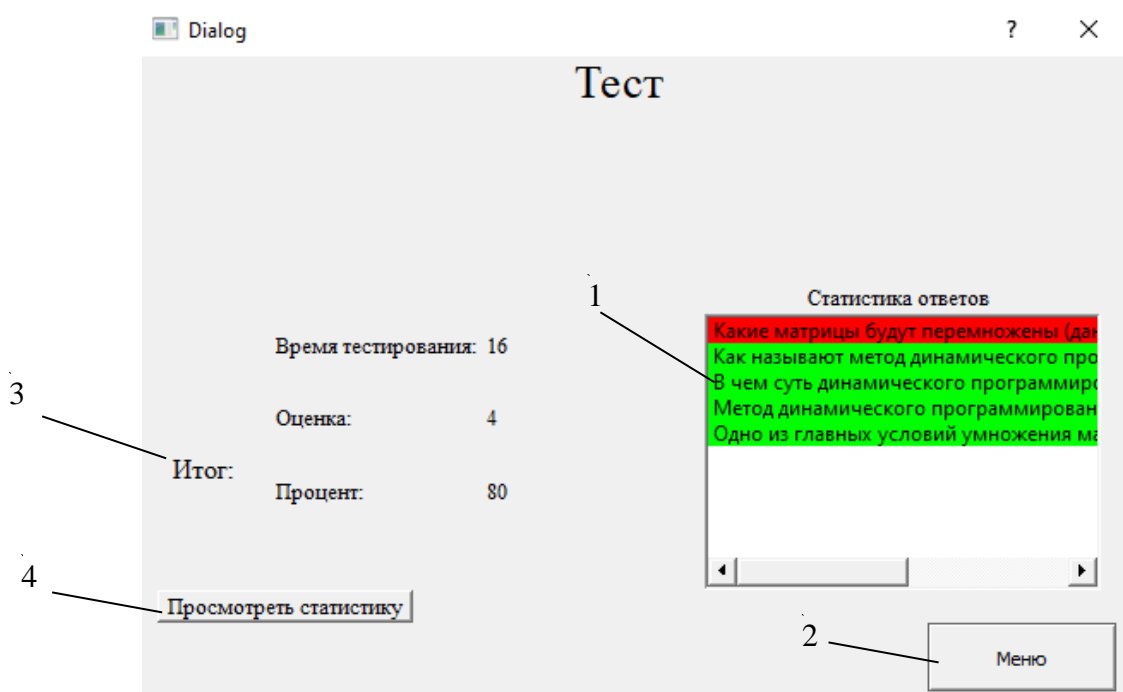 Dialog
Тест
1
Статистика ответов
Какие матрицы будут перемножены (дан
Как называют метод динамического про
В чем суть динамического программиро
Метод динамического программирован
Одно из главных условий умножения ма
Время тестирования: 16
3
Оценка: 4
Итог:
Процент: 80
4
Просмотреть статистику
2
Меню